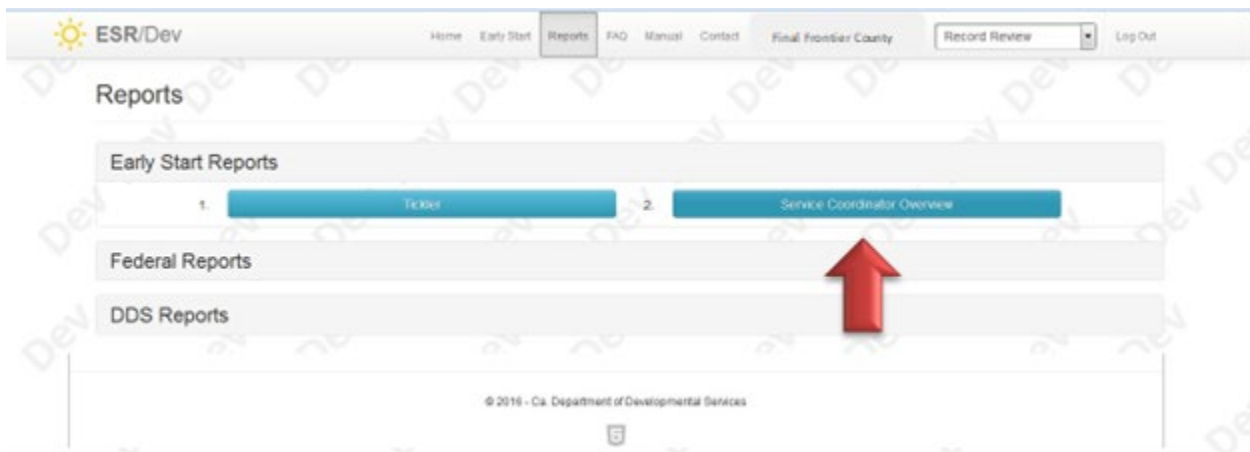 ESR/Dev Home Early Start Reports FAQ Manual Contact Final Frontier County Record Review Log Out
Reports
Early Start Reports
1. Tickler 2. Service Coordinator Overview
Federal Reports
DDS Reports
© 2016 - Ca. Department of Developmental Services
Dev